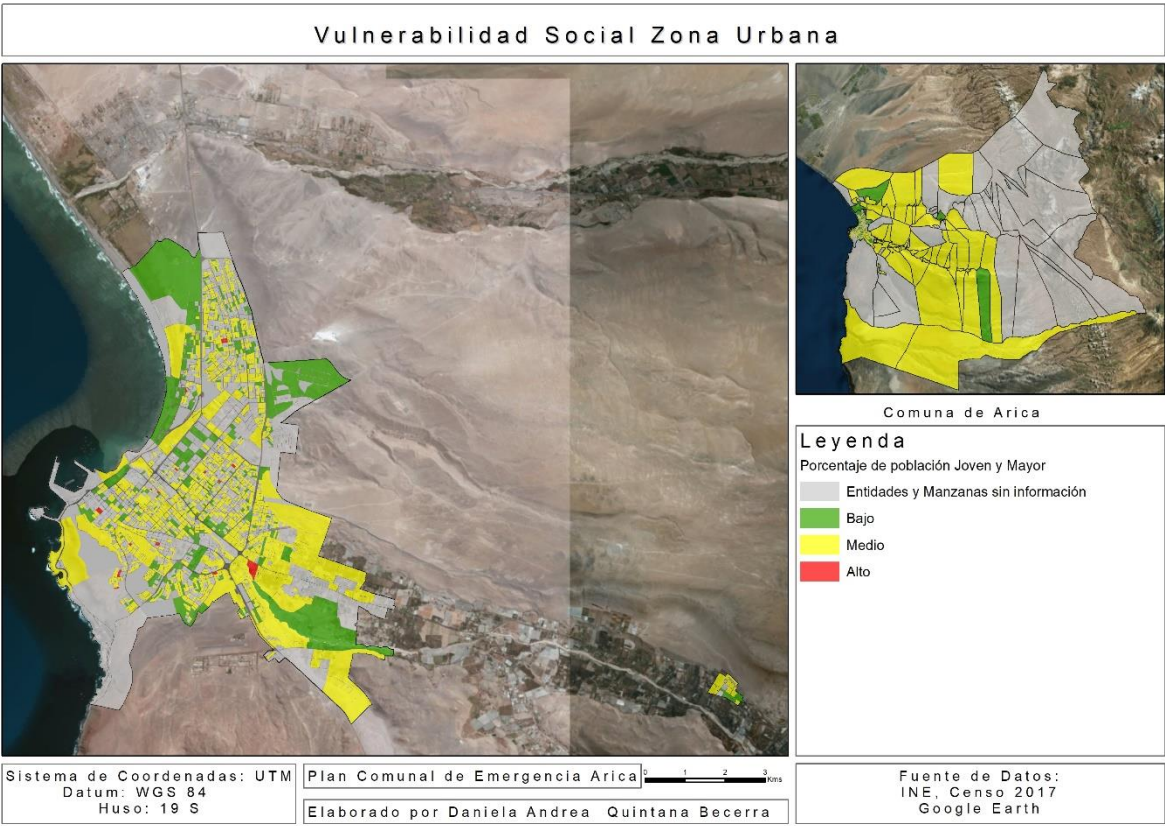 Vulnerabilidad Social Zona Urbana
Comuna de Arica
Leyenda
Porcentaje de población Joven y Mayor
Entidades y Manzanas sin información
Bajo
Medio
Alto
Sistema de Coordenadas: UTM
Datum: WGS 84
Huso: 19 S
Plan Comunal de Emergencia Arica
0 1 2 3 Kms
Elaborado por Daniela Andrea Quintana Becerra
Fuente de Datos:
INE, Censo 2017
Google Earth